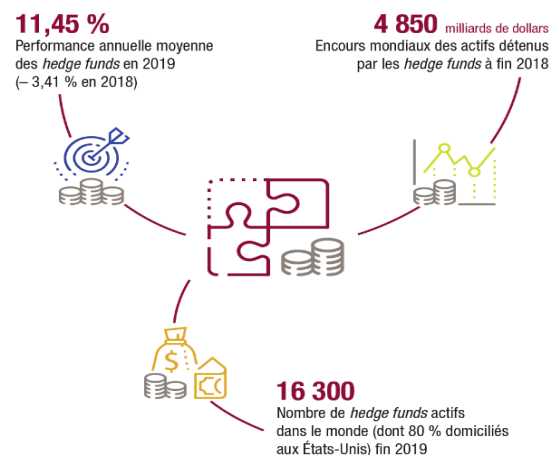 11,45 %
Performance annuelle moyenne
des hedge funds en 2019
(– 3,41 % en 2018)
4 850 milliards de dollars
Encours mondiaux des actifs détenus
par les hedge funds à fin 2018
$
16 300
Nombre de hedge funds actifs
dans le monde (dont 80 % domiciliés
aux États-Unis) fin 2019